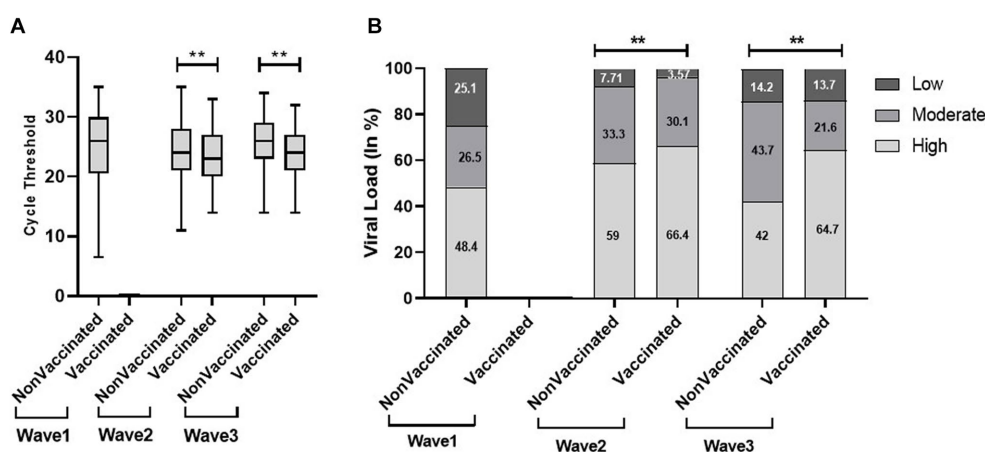 A
Cycle Threshold
40
30
20
10
0
**
**
NonVaccinated
Vaccinated
NonVaccinated
Vaccinated
NonVaccinated
Vaccinated
Wave1
Wave2
Wave3
B
Viral Load (In %)
100
80
60
40
20
0
**
**
25.1
26.5
48.4
7.71
33.3
59
3.57
30.1
66.4
14.2
43.7
42
13.7
21.6
64.7
Low
Moderate
High
NonVaccinated
Vaccinated
NonVaccinated
Vaccinated
NonVaccinated
Vaccinated
Wave1
Wave2
Wave3